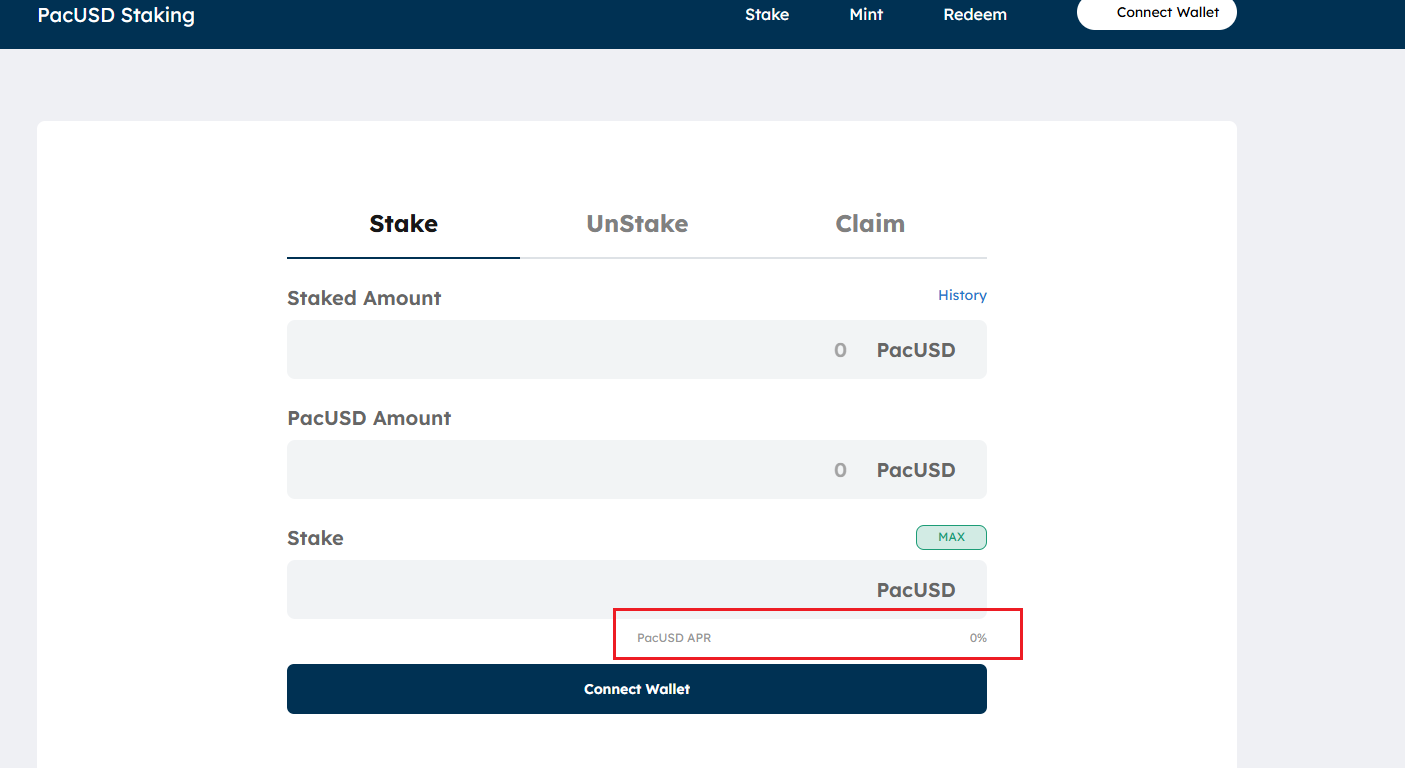 PacUSD Staking Stake Mint Redeem Connect Wallet
Stake UnStake Claim
Staked Amount History
0 PacUSD
PacUSD Amount
0 PacUSD
Stake MAX
PacUSD
PacUSD APR 0%
Connect Wallet